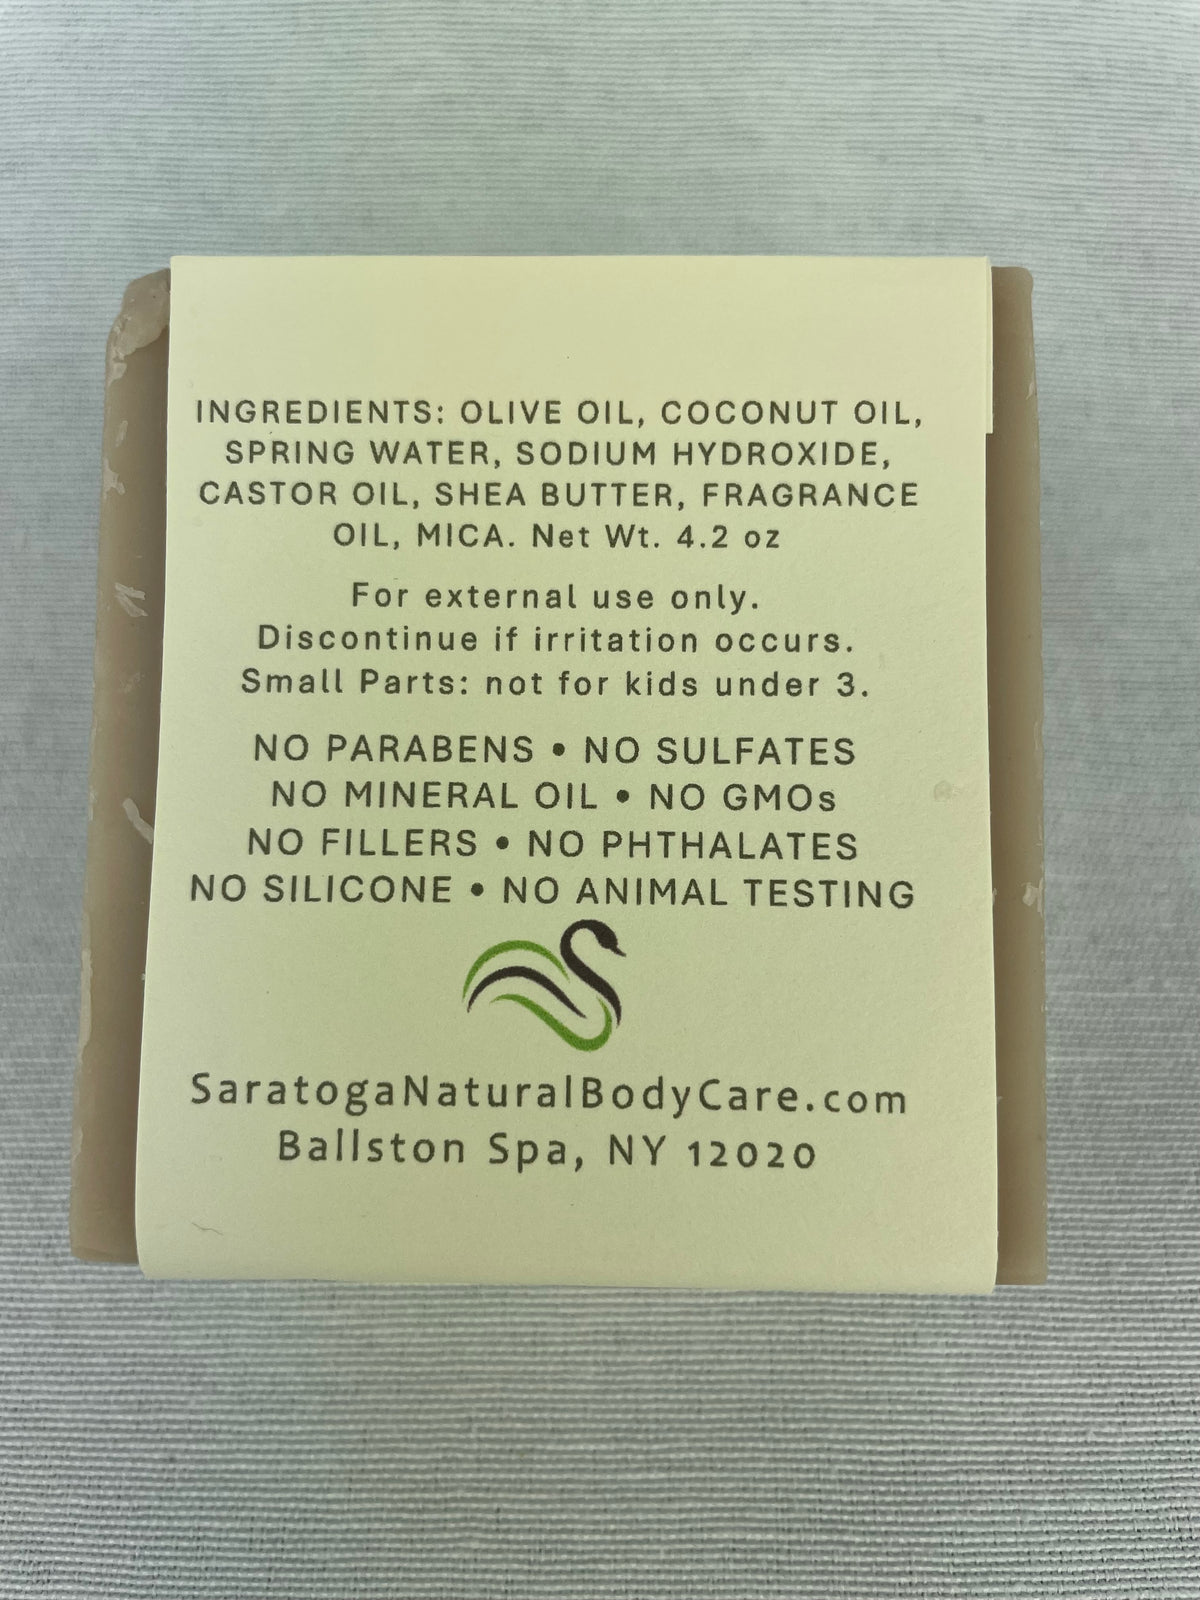 INGREDIENTS: OLIVE OIL, COCONUT OIL,
SPRING WATER, SODIUM HYDROXIDE,
CASTOR OIL, SHEA BUTTER, FRAGRANCE
OIL, MICA. Net Wt. 4.2 oz
For external use only.
Discontinue if irritation occurs.
Small Parts: not for kids under 3.
NO PARABENS • NO SULFATES
NO MINERAL OIL • NO GMOs
NO FILLERS • NO PHTHALATES
NO SILICONE • NO ANIMAL TESTING
SaratogaNaturalBodyCare.com
Ballston Spa, NY 12020